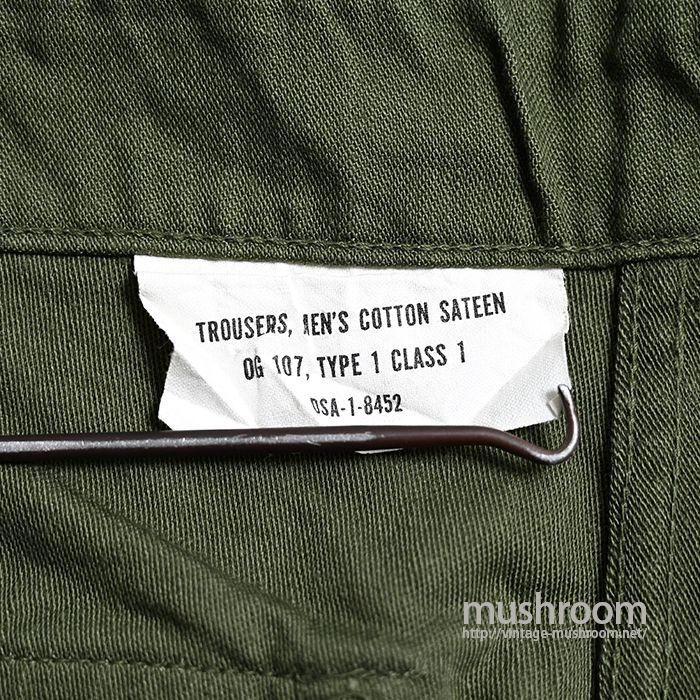 TROUSERS, MEN'S COTTON SATEEN
OG 107, TYPE 1 CLASS 1
DSA-1-8452
mushroom
http://vintage-mushroom.net/